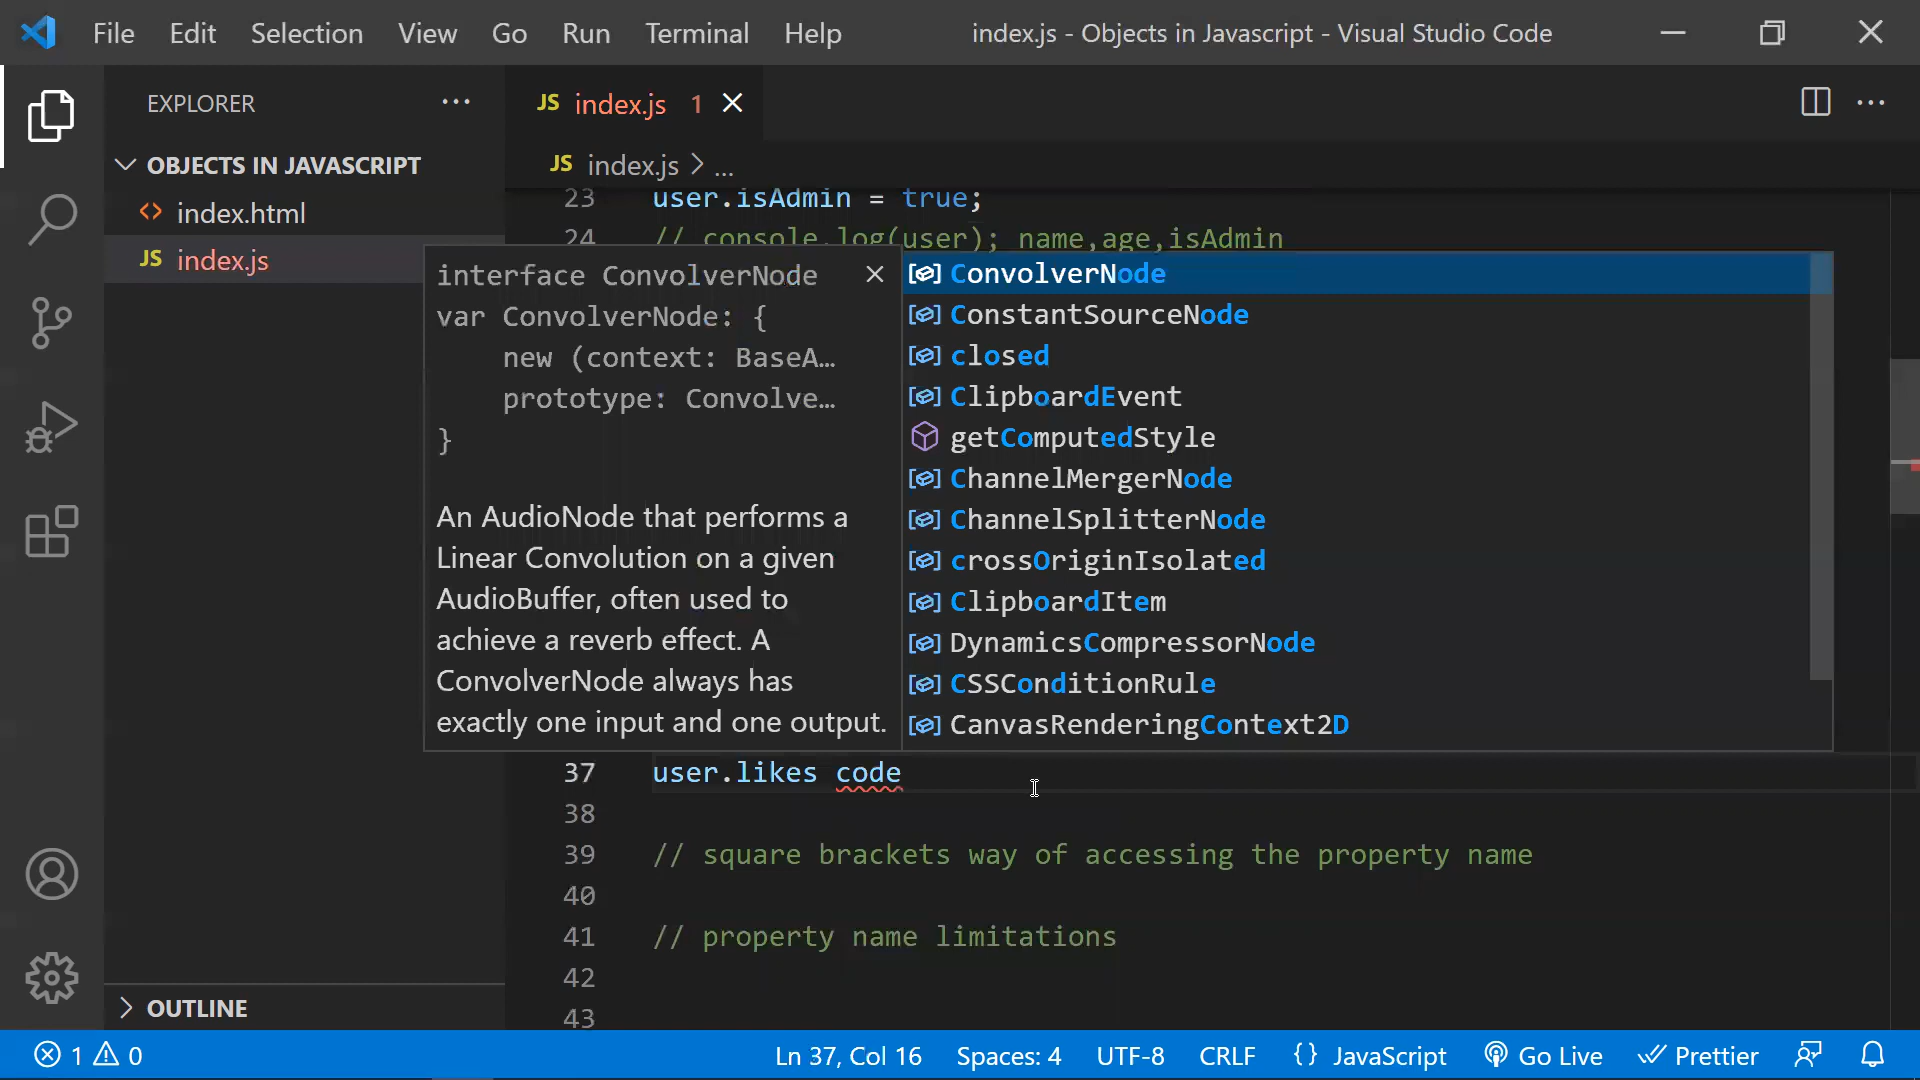 File Edit Selection View Go Run Terminal Help index.js - Objects in Javascript - Visual Studio Code
EXPLORER ...
JS index.js 1
OBJECTS IN JAVASCRIPT
JS index.js > ...
index.html
JS index.js
23 user.isAdmin = true;
24 // console.log(user); name,age,isAdmin
interface ConvolverNode
var ConvolverNode: {
new (context: BaseA…
prototype: Convolve…
}
An AudioNode that performs a
Linear Convolution on a given
AudioBuffer, often used to
achieve a reverb effect. A
ConvolverNode always has
exactly one input and one output.
ConvolverNode
ConstantSourceNode
closed
ClipboardEvent
getComputedStyle
ChannelMergerNode
ChannelSplitterNode
crossOriginIsolated
ClipboardItem
DynamicsCompressorNode
CSSConditionRule
CanvasRenderingContext2D
37 user.likes code
38
39 // square brackets way of accessing the property name
40
41 // property name limitations
42
43
OUTLINE
1 0 Ln 37, Col 16 Spaces: 4 UTF-8 CRLF {} JavaScript Go Live Prettier